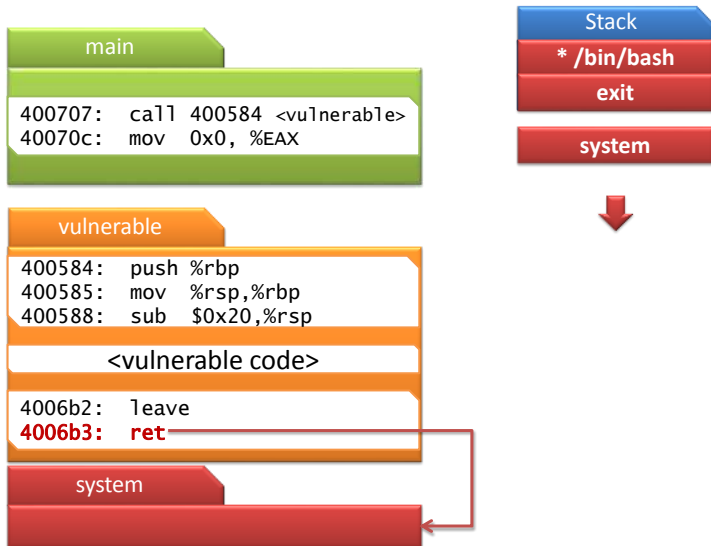 main
400707: call 400584 <vulnerable>
40070c: mov 0x0, %EAX
vulnerable
400584: push %rbp
400585: mov %rsp,%rbp
400588: sub $0x20,%rsp
<vulnerable code>
4006b2: leave
4006b3: ret
system
Stack
* /bin/bash
exit
system